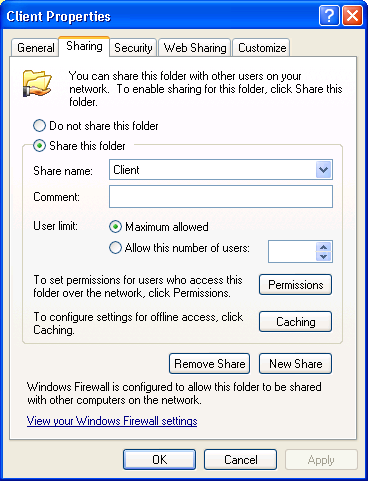 Client Properties
General Sharing Security Web Sharing Customize
You can share this folder with other users on your
network. To enable sharing for this folder, click Share this
folder.
Do not share this folder
Share this folder
Share name: Client
Comment:
User limit: Maximum allowed
Allow this number of users:
To set permissions for users who access this
folder over the network, click Permissions.
Permissions
To configure settings for offline access, click
Caching.
Caching
Remove Share New Share
Windows Firewall is configured to allow this folder to be shared
with other computers on the network.
View your Windows Firewall settings
OK Cancel Apply